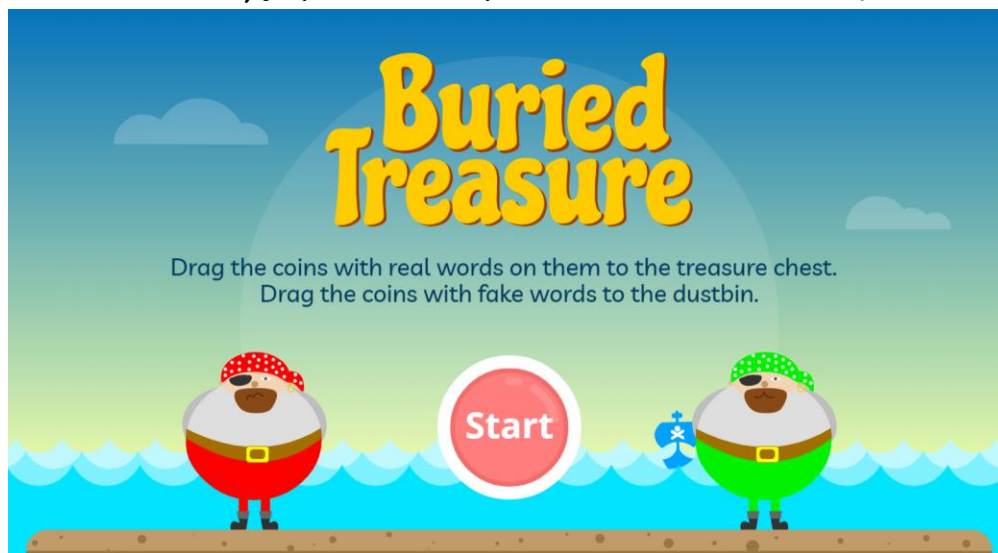 Buried
Treasure
Drag the coins with real words on them to the treasure chest.
Drag the coins with fake words to the dustbin.
Start